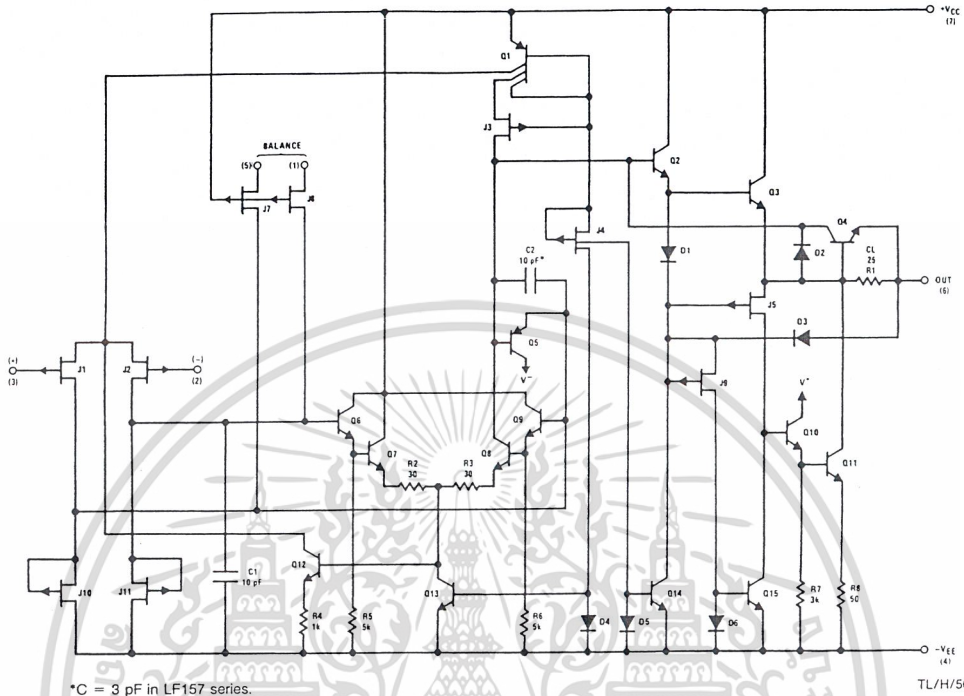 +VCC
(7)
Q1
J3
BALANCE
(5)
(1)
J7
J6
Q2
Q3
Q4
J4
D1
D2
CL
25
R1
OUT
(6)
C2
10 pF*
J5
D3
Q5
V-
(+)
(3)
J1
J2
(-)
(2)
Q6
Q7
Q9
Q8
J9
V+
Q10
Q11
R2
30
R3
30
C1
10 pF
J10
J11
Q12
Q13
Q14
Q15
R4
1k
R5
5k
R6
5k
D4
D5
D6
R7
3k
R8
50
-VEE
(4)
*C = 3 pF in LF157 series.
TL/H/56